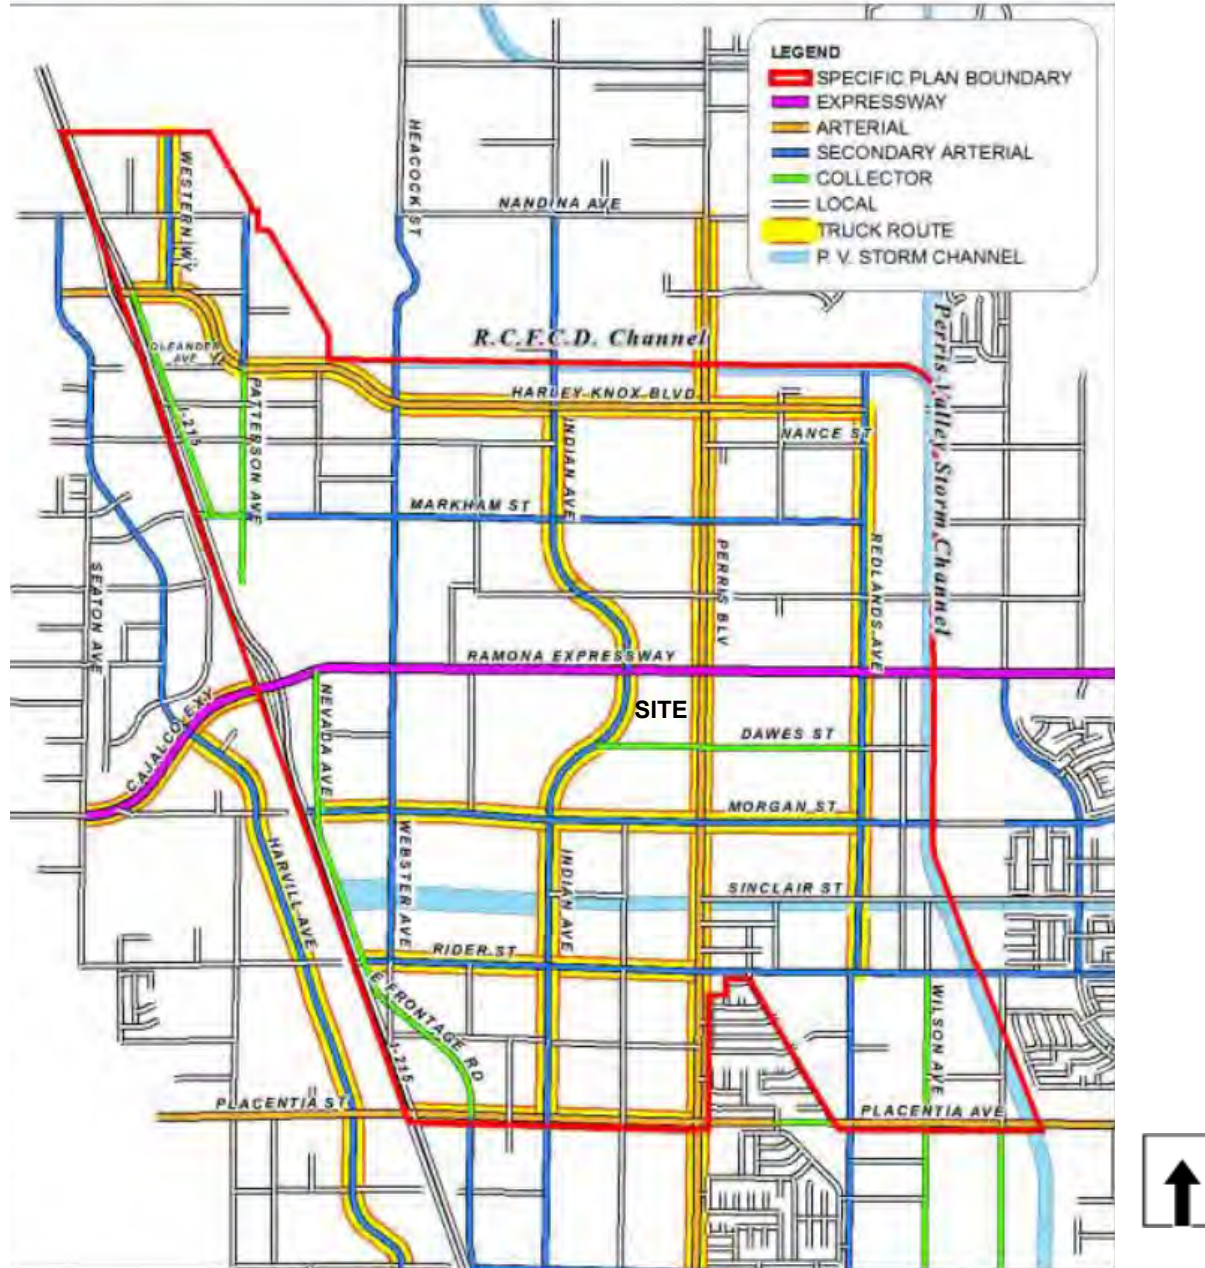 LEGEND
SPECIFIC PLAN BOUNDARY
EXPRESSWAY
ARTERIAL
SECONDARY ARTERIAL
COLLECTOR
LOCAL
TRUCK ROUTE
P. V. STORM CHANNEL
HEACOCK ST
WESTERN WY
NANDINA AVE
R.C.F.C.D. Channel
Perris Valley Storm Channel
OLEANDER
AVE
HARLEY KNOX BLVD
PATTERSON AVE
I-215
INDIAN AVE
NANCE ST
MARKHAM ST
PERRIS BLV
REDLANDS AVE
SEATON AVE
RAMONA EXPRESSWAY
NEVADA AVE
SITE
CAJALCO EXY
DAWES ST
MORGAN ST
HARVILL AVE
WEBSTER AVE
INDIAN AVE
SINCLAIR ST
RIDER ST
E FRONTAGE RD
WILSON AVE
I-215
PLACENTIA ST
PLACENTIA AVE